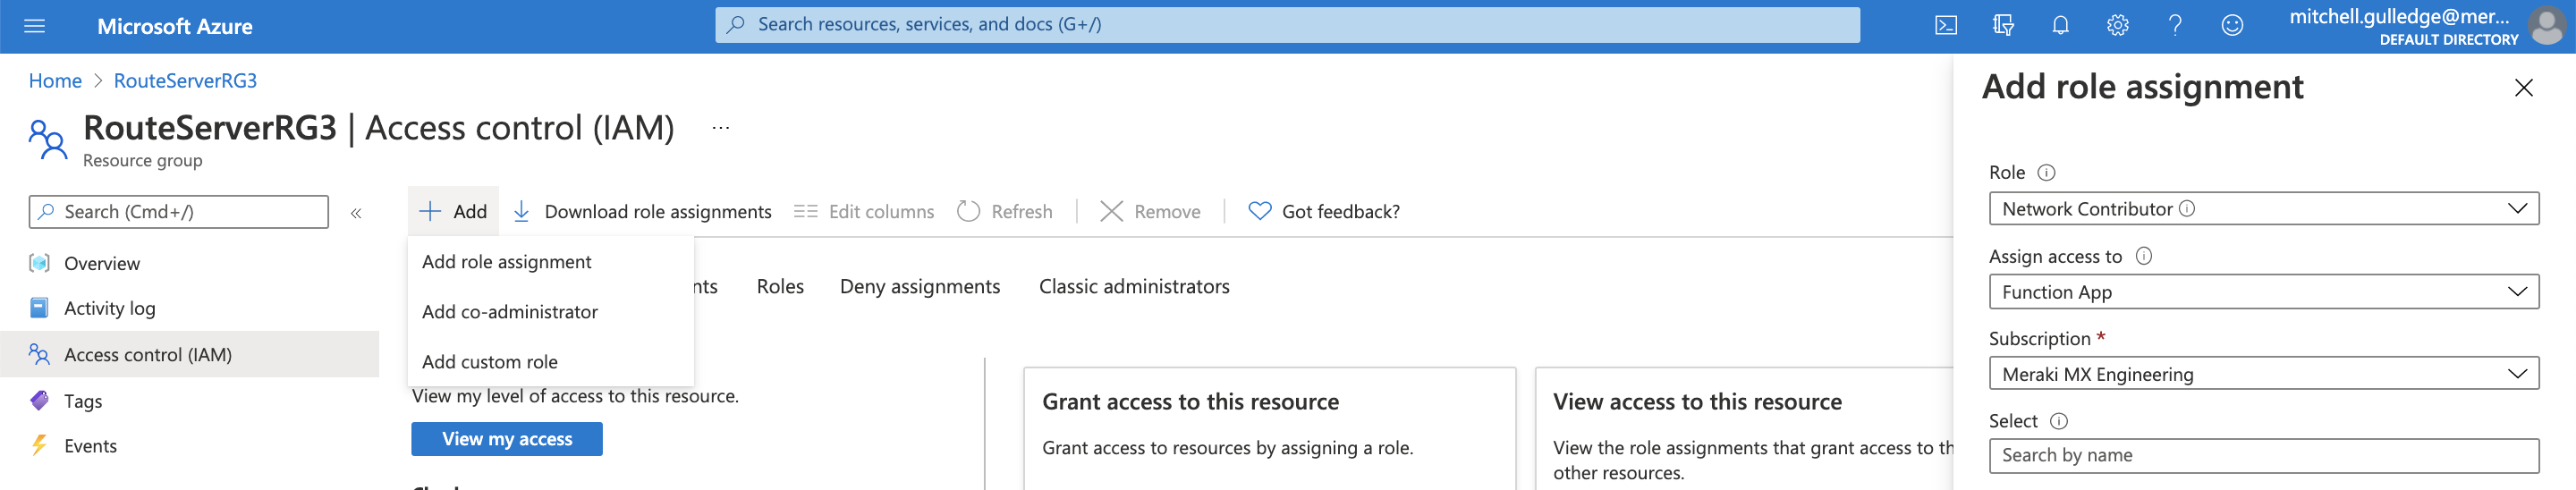 Microsoft Azure
Search resources, services, and docs (G+/)
mitchell.gulledge@mer...
DEFAULT DIRECTORY
Home > RouteServerRG3
RouteServerRG3 | Access control (IAM) ...
Resource group
Search (Cmd+/)
«
Overview
Activity log
Access control (IAM)
Tags
Events
Add
Download role assignments
Edit columns
Refresh
Remove
Got feedback?
Add role assignment
Add co-administrator
Add custom role
nts
Roles
Deny assignments
Classic administrators
View my level of access to this resource.
View my access
Grant access to this resource
Grant access to resources by assigning a role.
View access to this resource
View the role assignments that grant access to th
other resources.
Add role assignment
Role
Network Contributor
Assign access to
Function App
Subscription *
Meraki MX Engineering
Select
Search by name